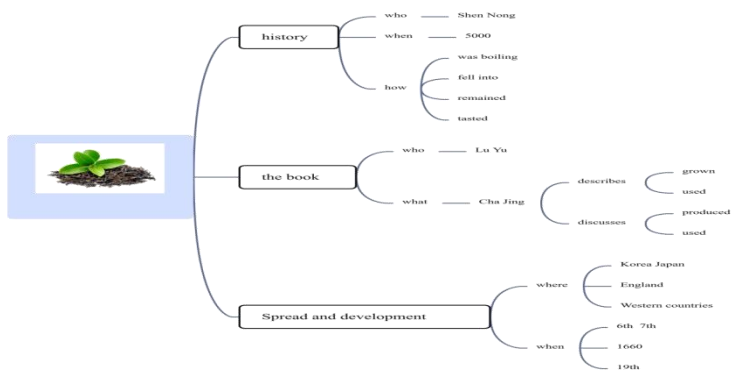 history
who
Shen Nong
when
5000
how
was boiling
fell into
remained
tasted
the book
who
Lu Yu
what
Cha Jing
describes
grown
used
discusses
produced
used
Spread and development
where
Korea Japan
England
Western countries
when
6th 7th
1660
19th